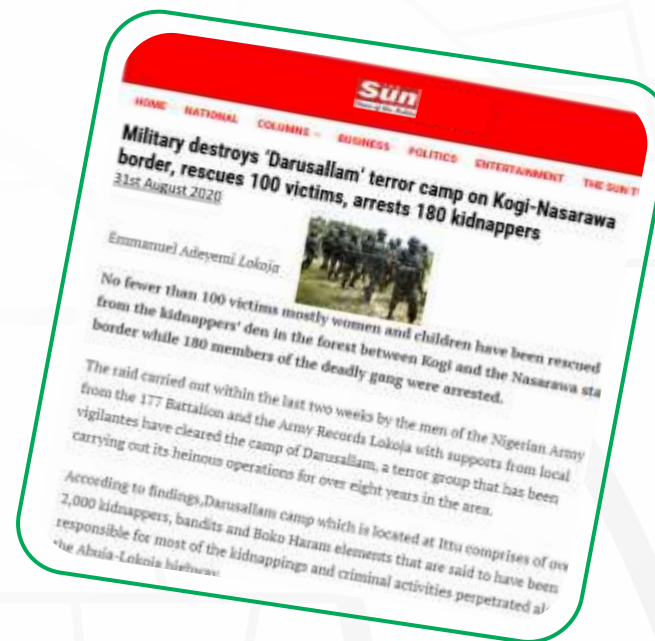 Sun
HOME NATIONAL COLUMNS BUSINESS POLITICS ENTERTAINMENT THE SUN
Military destroys 'Darusallam' terror camp on Kogi-Nasarawa
border, rescues 100 victims, arrests 180 kidnappers
31st August 2020
Emmanuel Adeyemi Lokoja
No fewer than 100 victims mostly women and children have been rescued
from the kidnappers' den in the forest between Kogi and the Nasarawa sta
border while 180 members of the deadly gang were arrested.
The raid carried out within the last two weeks by the men of the Nigerian Army
from the 177 Battalion and the Army Records Lokoja with supports from local
vigilantes have cleared the camp of Darusallam, a terror group that has been
carrying out its heinous operations for over eight years in the area.
According to findings,Darusallam camp which is located at Ittu comprises of
2,000 kidnappers, bandits and Boko Haram elements that are said to have been
responsible for most of the kidnappings and criminal activities perpetrated al
the Abuja-Lokoja highway.